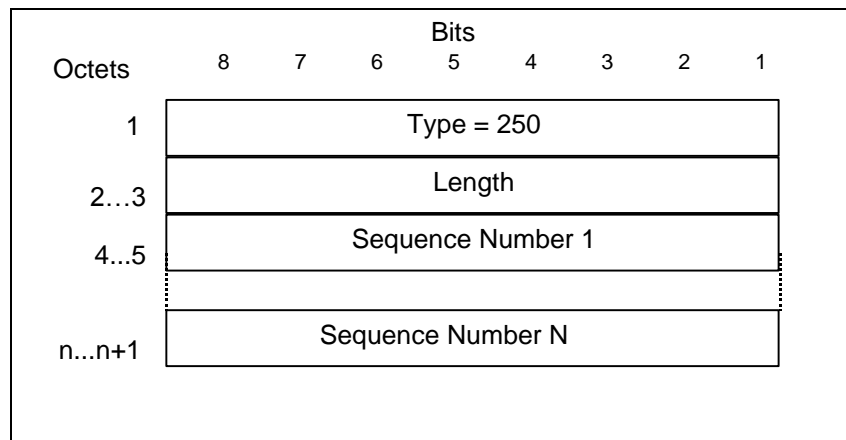 Bits
Octets 8 7 6 5 4 3 2 1
1 Type = 250
2…3 Length
4...5 Sequence Number 1
n...n+1 Sequence Number N